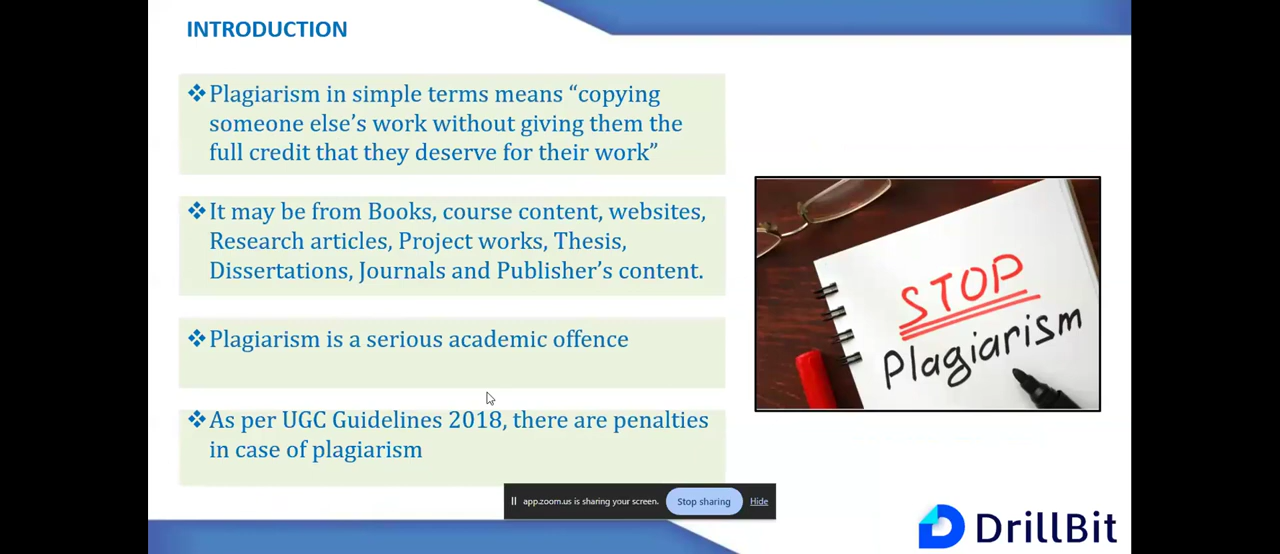 INTRODUCTION
❖Plagiarism in simple terms means “copying
someone else’s work without giving them the
full credit that they deserve for their work”
❖It may be from Books, course content, websites,
Research articles, Project works, Thesis,
Dissertations, Journals and Publisher’s content.
STOP
Plagiarism
❖Plagiarism is a serious academic offence
❖As per UGC Guidelines 2018, there are penalties
in case of plagiarism
app.zoom.us is sharing your screen. Stop sharing Hide
DrillBit